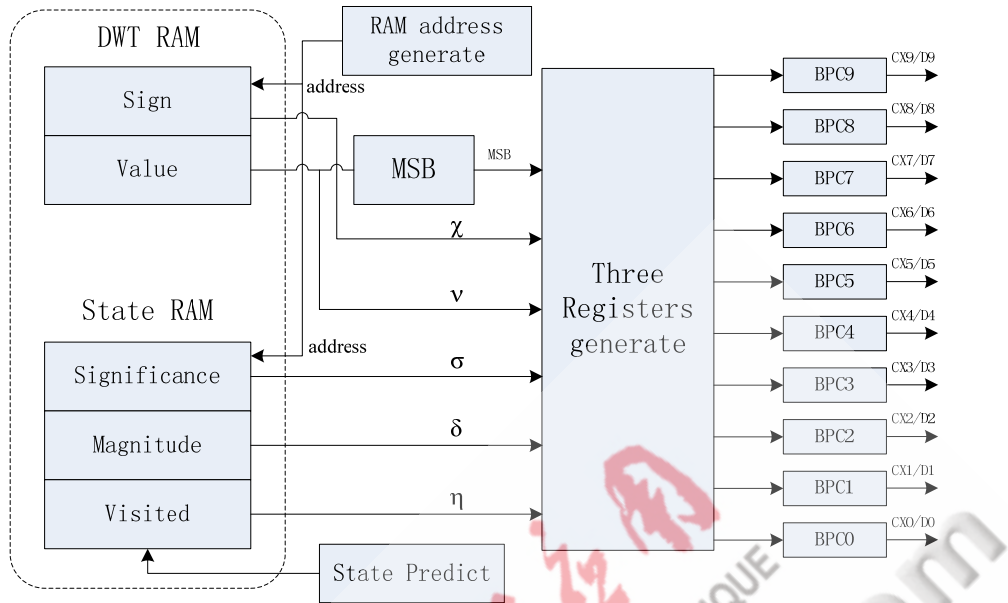 DWT RAM
Sign
Value
RAM address
generate
address
MSB
MSB
χ
ν
State RAM
address
Significance
Magnitude
Visited
σ
δ
η
State Predict
Three
Registers
generate
BPC9
CX9/D9
BPC8
CX8/D8
BPC7
CX7/D7
BPC6
CX6/D6
BPC5
CX5/D5
BPC4
CX4/D4
BPC3
CX3/D3
BPC2
CX2/D2
BPC1
CX1/D1
BPC0
CX0/D0